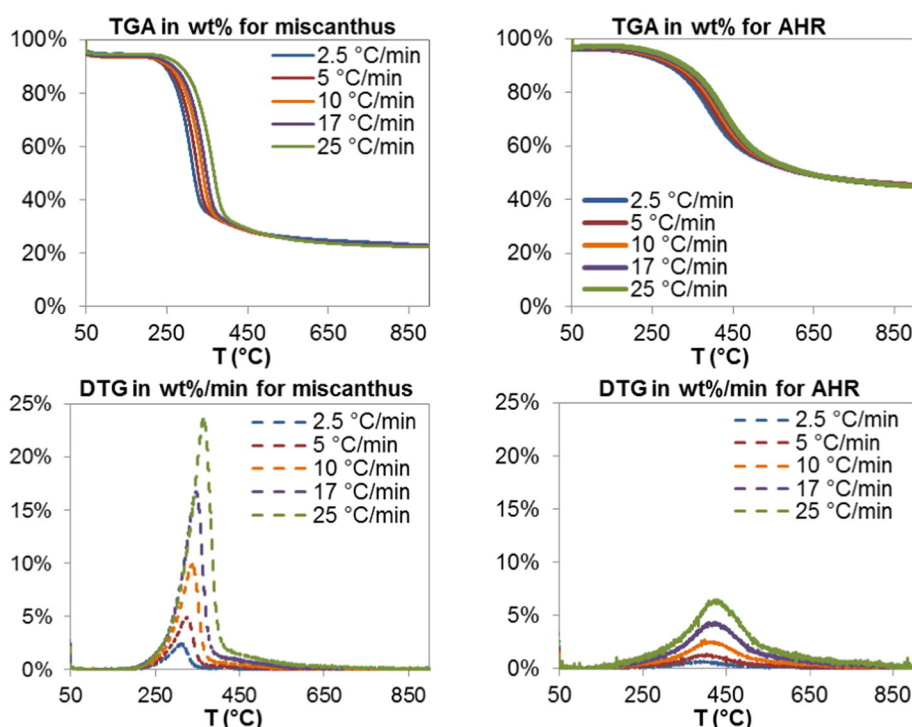 TGA in wt% for miscanthus
100%
80%
60%
40%
20%
0%
2.5 °C/min
5 °C/min
10 °C/min
17 °C/min
25 °C/min
50 250 450 650 850
T (°C)
TGA in wt% for AHR
100%
80%
60%
40%
20%
0%
2.5 °C/min
5 °C/min
10 °C/min
17 °C/min
25 °C/min
50 250 450 650 850
T (°C)
DTG in wt%/min for miscanthus
25%
20%
15%
10%
5%
0%
2.5 °C/min
5 °C/min
10 °C/min
17 °C/min
25 °C/min
50 250 450 650 850
T (°C)
DTG in wt%/min for AHR
25%
20%
15%
10%
5%
0%
2.5 °C/min
5 °C/min
10 °C/min
17 °C/min
25 °C/min
50 250 450 650 850
T (°C)